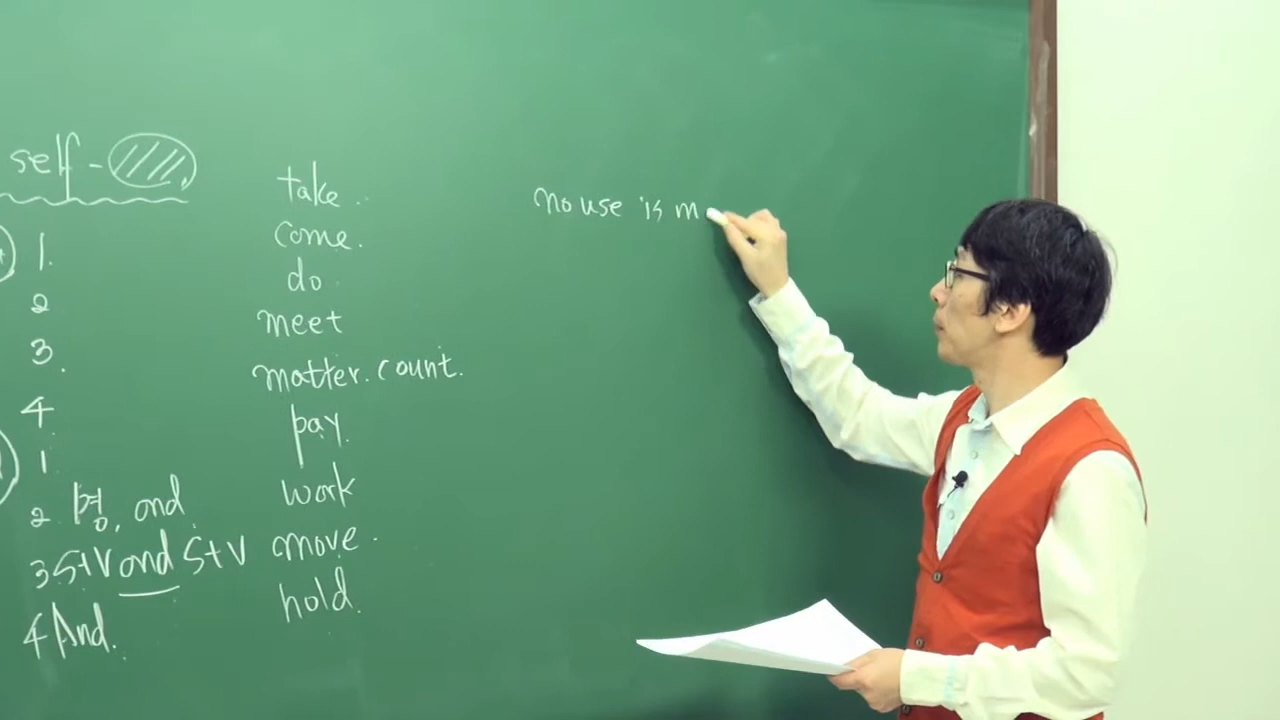 self -
1.
2
3.
4
1.
2. 부, and
3 S+V and S+V
4 And.
take..
come.
do.
meet
matter. count.
pay.
work
move.
hold.
no use is m